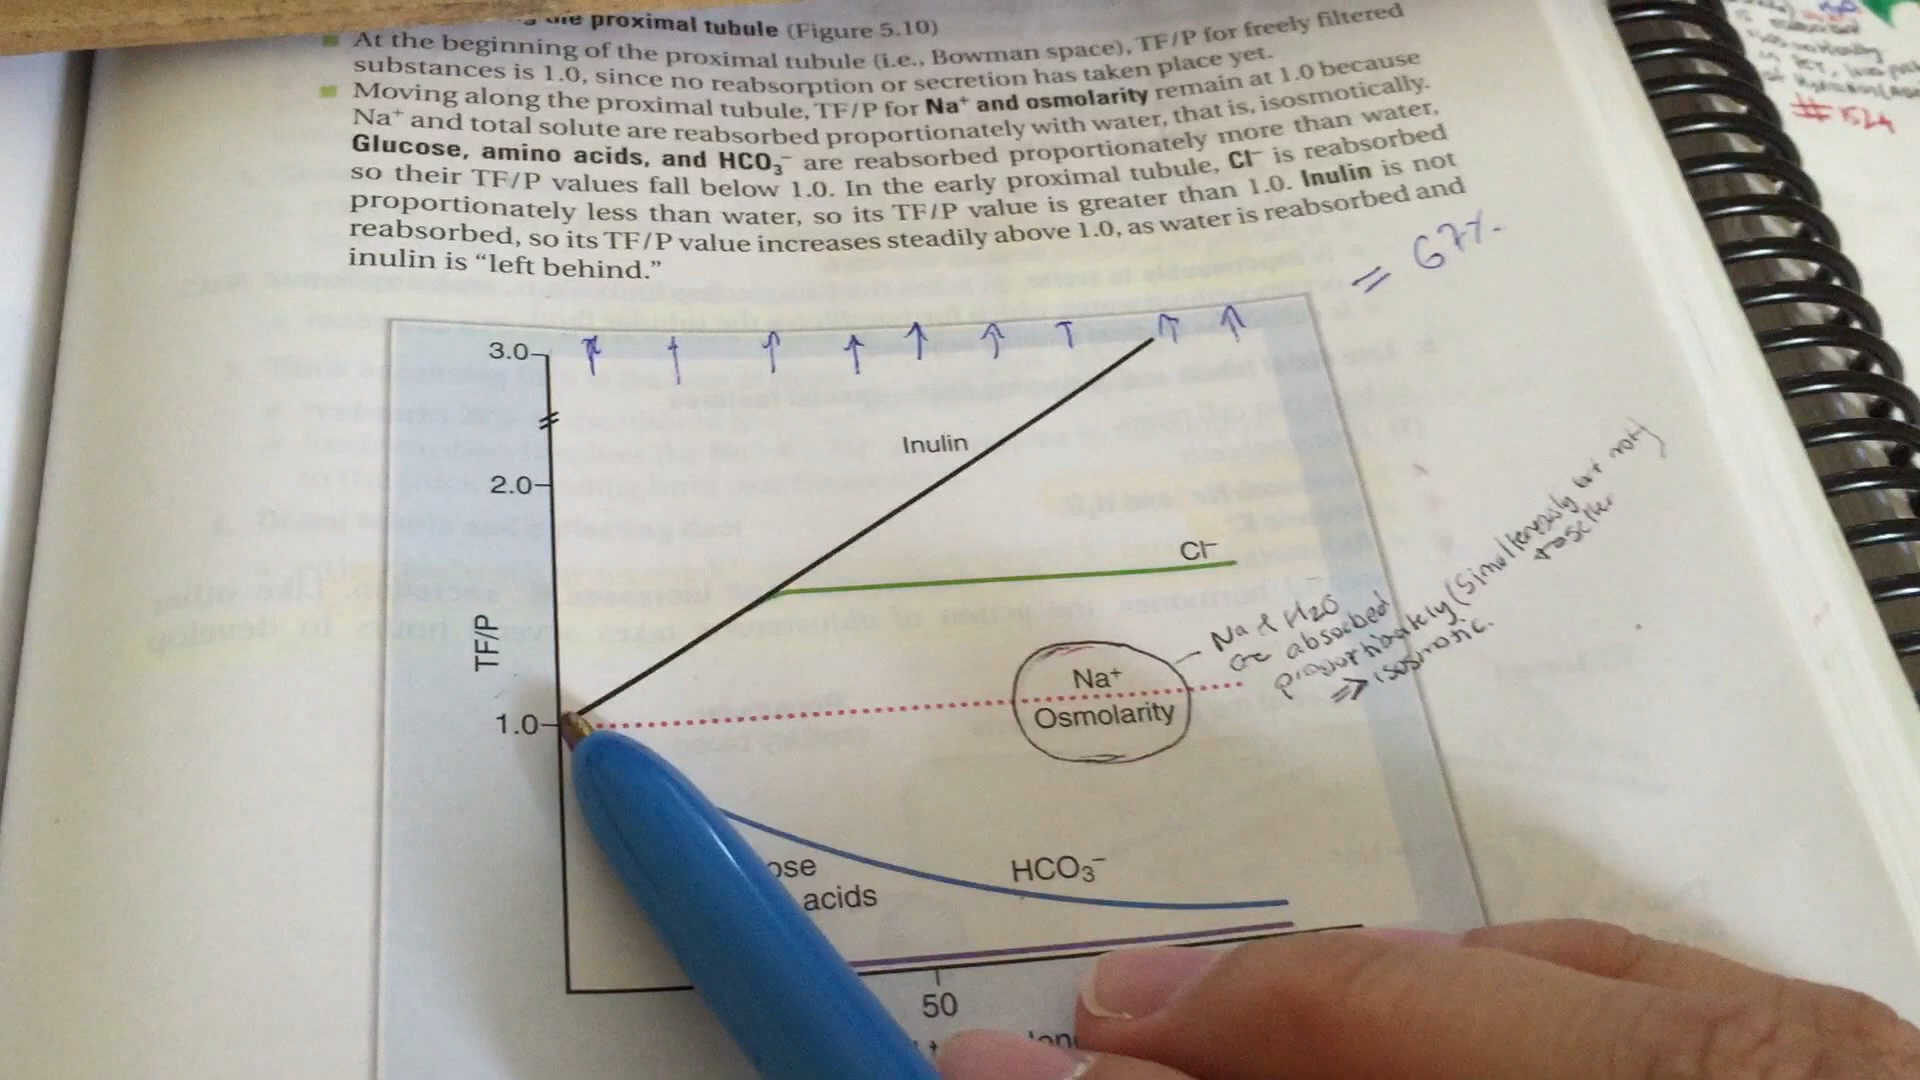 the proximal tubule (Figure 5.10)
At the beginning of the proximal tubule (i.e., Bowman space), TF/P for freely filtered
substances is 1.0, since no reabsorption or secretion has taken place yet.
Moving along the proximal tubule, TF/P for Na⁺ and osmolarity remain at 1.0 because
Na⁺ and total solute are reabsorbed proportionately with water, that is, isosmotically.
Glucose, amino acids, and HCO₃⁻ are reabsorbed proportionately more than water,
so their TF/P values fall below 1.0. In the early proximal tubule, Cl⁻ is reabsorbed
proportionately less than water, so its TF/P value is greater than 1.0. Inulin is not
reabsorbed, so its TF/P value increases steadily above 1.0, as water is reabsorbed and
inulin is “left behind.”
= 67%
3.0
Inulin
2.0
Cl⁻
TF/P
Na⁺
Osmolarity
1.0
Na & H2O
are absorbed
proportionately (Simultaneously but not
together
=> isosmotic.
HCO₃⁻
ose
acids
50
#1524